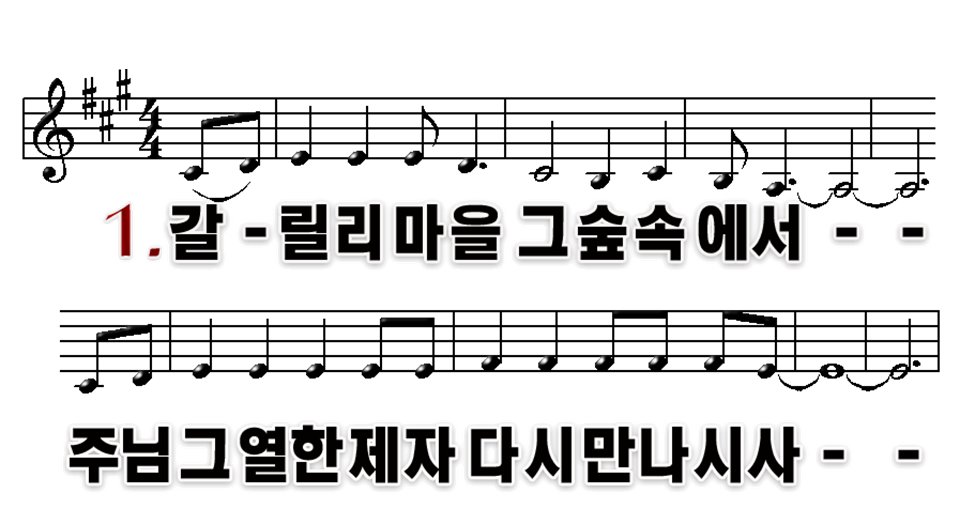 1. 갈 - 릴리 마을 그 숲 속 에서 - -
주님 그 열한 제자 다시 만나시사 - -